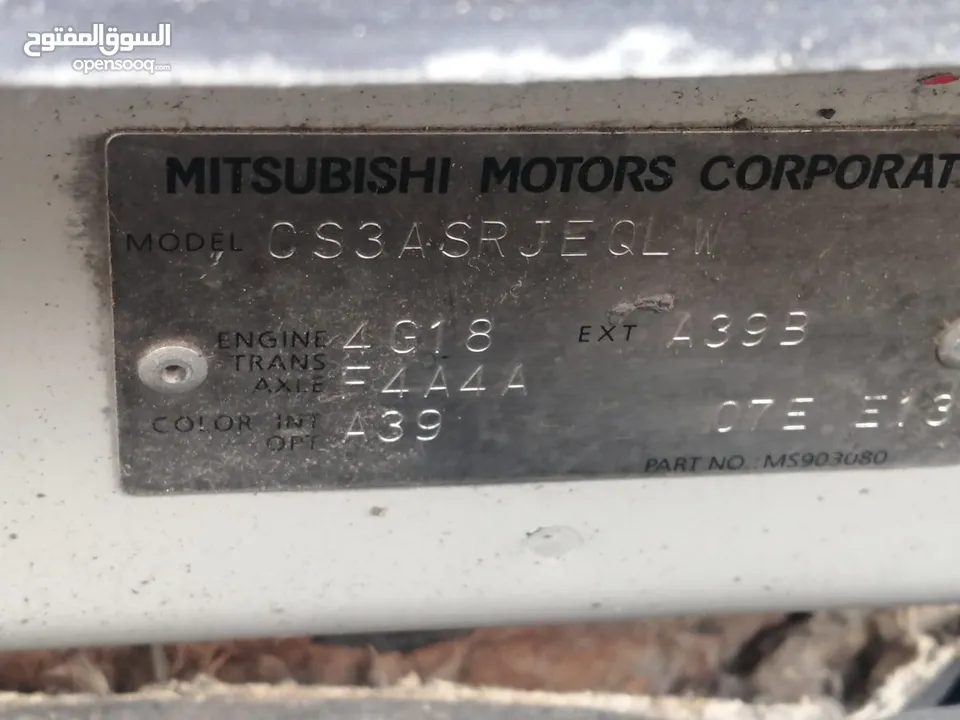 السوق المفتوح
opensooq.com
MITSUBISHI MOTORS CORPORAT
MODEL CS3ASRJEQLW
ENGINE 4G18 EXT A39B
TRANS
AXLE F4A4A
COLOR INT A39 07E E13
OPT
PART NO. MS903080